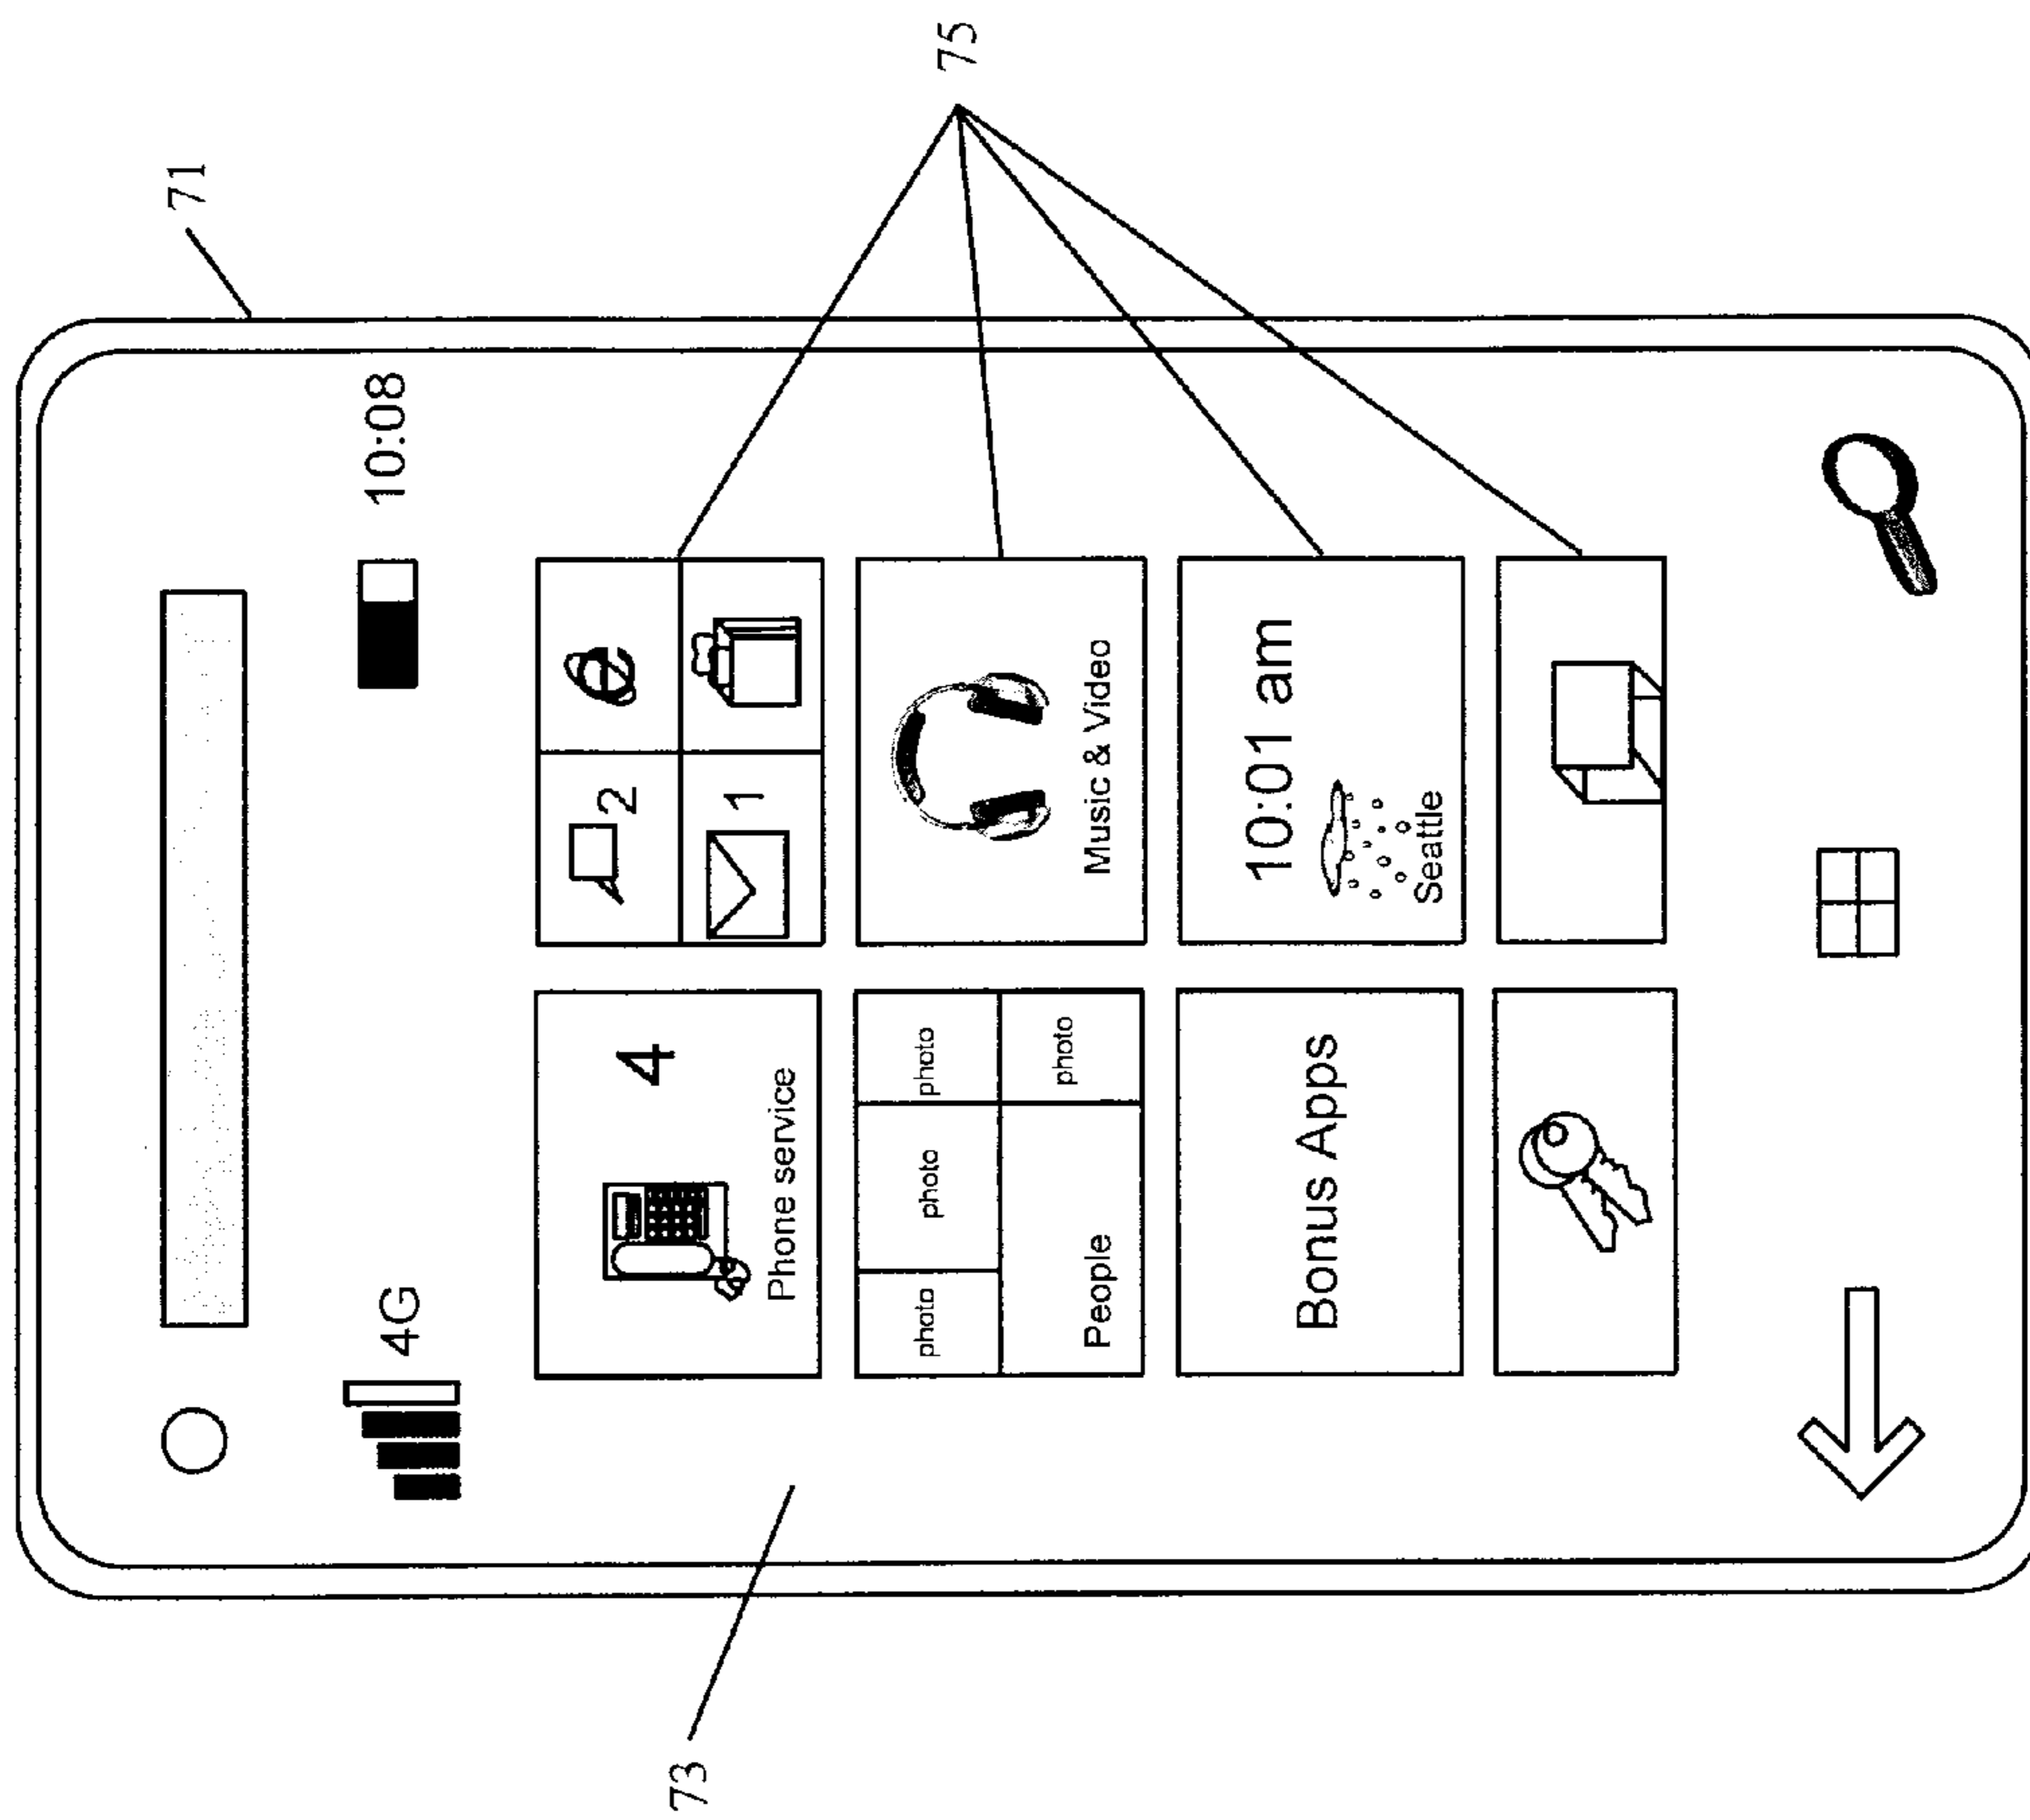 71
4G
10:08
4
Phone service
2
e
1
75
photo
photo
photo
People
photo
Music & Video
73
Bonus Apps
10:01 am
Seattle